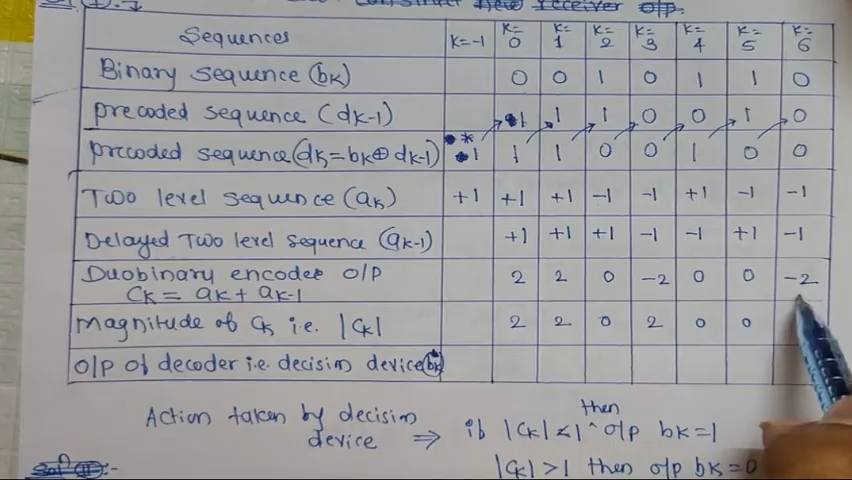 construct new receiver o/p.
Sequences K=-1 K=0 K=1 K=2 K=3 K=4 K=5 K=6
Binary sequence (bK) 0 0 1 0 1 1 0
precoded sequence (dK-1) 1 1 1 0 0 1 0
precoded sequence (dK=bK⊕dK-1) *1 1 1 0 0 1 0 0
Two level sequence (aK) +1 +1 +1 -1 -1 +1 -1 -1
Delayed Two level sequence (aK-1) +1 +1 +1 -1 -1 +1 -1
Duobinary encoder o/p 2 2 0 -2 0 0 -2
CK = aK + aK-1
Magnitude of CK i.e. |CK| 2 2 0 2 0 0
O/P of decoder i.e. decision device (bK)
Action taken by decision
device ⇒ if |CK| < 1 ^ then o/p bK=1
|CK| > 1 then o/p bK=0